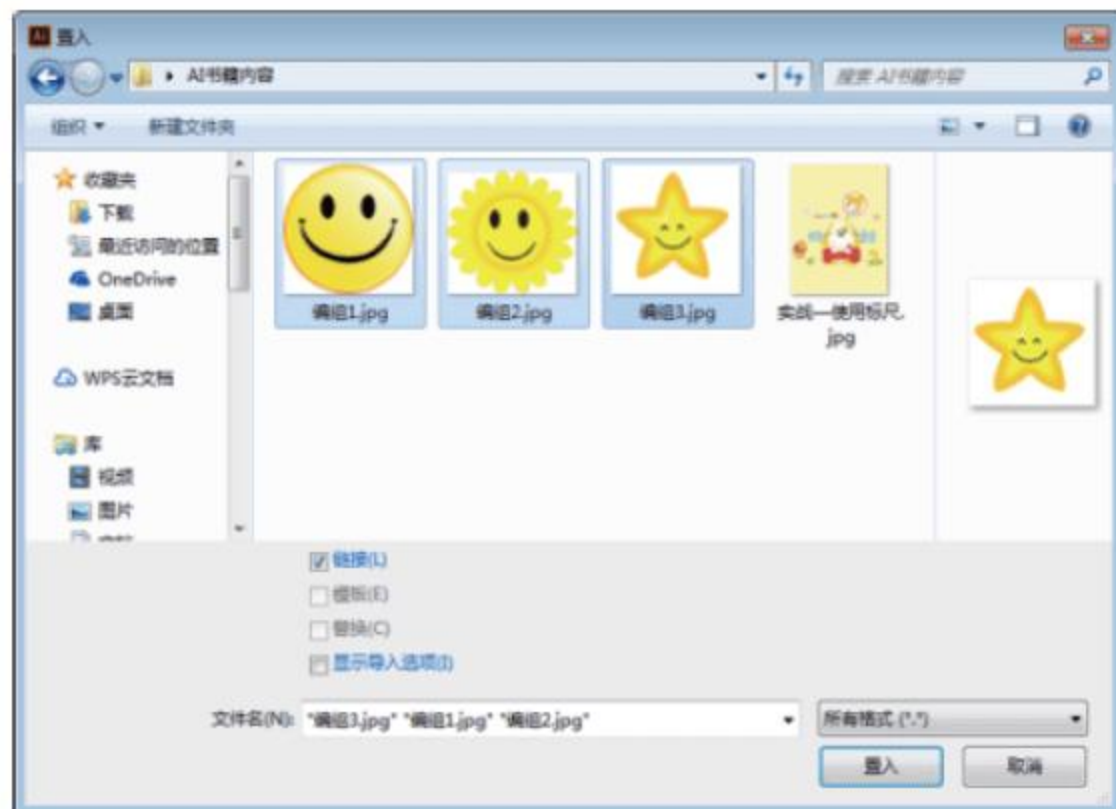 Ai 置入
AI书籍内容
搜索 AI书籍内容
组织
新建文件夹
收藏夹
下载
最近访问的位置
OneDrive
桌面
WPS云文档
库
视频
图片
编组1.jpg
编组2.jpg
编组3.jpg
实战—使用标尺.
jpg
链接(L)
模板(E)
替换(C)
显示导入选项(I)
文件名(N): "编组3.jpg" "编组1.jpg" "编组2.jpg"
所有格式 (*.*)
置入
取消